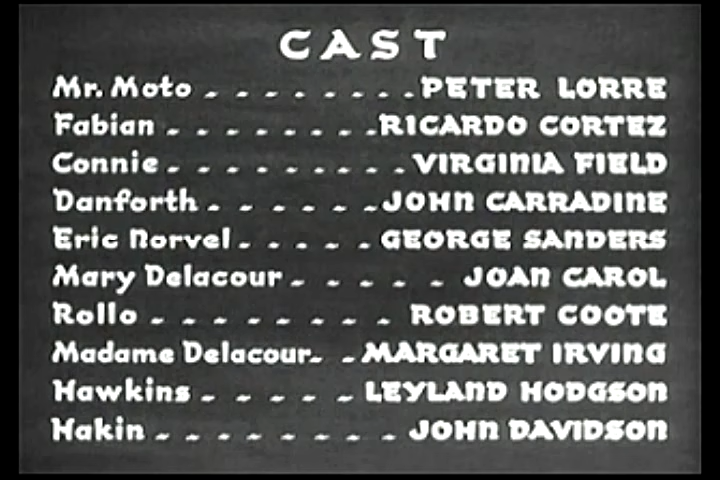 CAST
Mr. Moto - - - - - - - - PETER LORRE
Fabian - - - - - - - - RICARDO CORTEZ
Connie - - - - - - - - - VIRGINIA FIELD
Danforth - - - - - - JOHN CARRADINE
Eric Norvel - - - - - GEORGE SANDERS
Mary Delacour - - - - - JOAN CAROL
Rollo - - - - - - - - ROBERT COOTE
Madame Delacour - - MARGARET IRVING
Hawkins - - - - - LEYLAND HODGSON
Hakin - - - - - - - - JOHN DAVIDSON